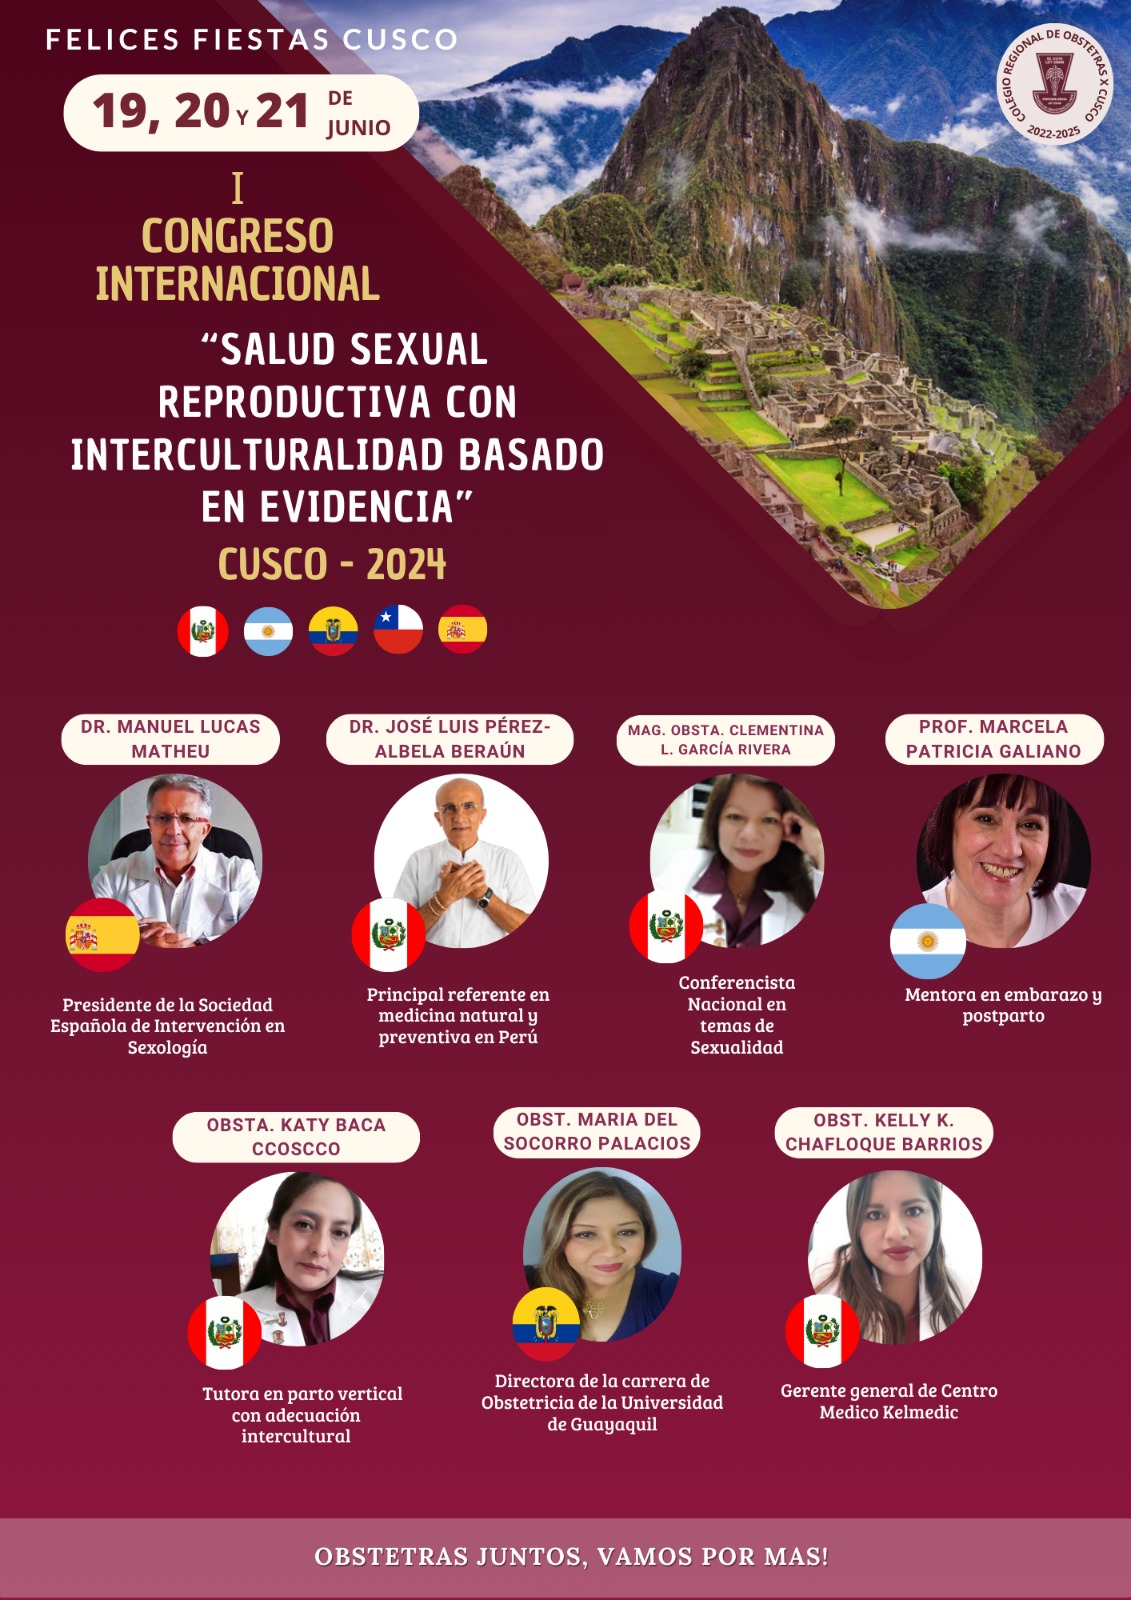 FELICES FIESTAS CUSCO
19, 20 Y 21 DE JUNIO
COLEGIO REGIONAL DE OBSTETRAS X CUSCO
2022-2025
I
CONGRESO
INTERNACIONAL
“SALUD SEXUAL
REPRODUCTIVA CON
INTERCULTURALIDAD BASADO
EN EVIDENCIA”
CUSCO - 2024
DR. MANUEL LUCAS
MATHEU
Presidente de la Sociedad
Española de Intervención en
Sexología
DR. JOSÉ LUIS PÉREZ-
ALBELA BERAÚN
Principal referente en
medicina natural y
preventiva en Perú
MAG. OBSTA. CLEMENTINA
L. GARCÍA RIVERA
Conferencista
Nacional en
temas de
Sexualidad
PROF. MARCELA
PATRICIA GALIANO
Mentora en embarazo y
postparto
OBSTA. KATY BACA
CCOSCCO
Tutora en parto vertical
con adecuación
intercultural
OBST. MARIA DEL
SOCORRO PALACIOS
Directora de la carrera de
Obstetricia de la Universidad
de Guayaquil
OBST. KELLY K.
CHAFLOQUE BARRIOS
Gerente general de Centro
Medico Kelmedic
OBSTETRAS JUNTOS, VAMOS POR MAS!